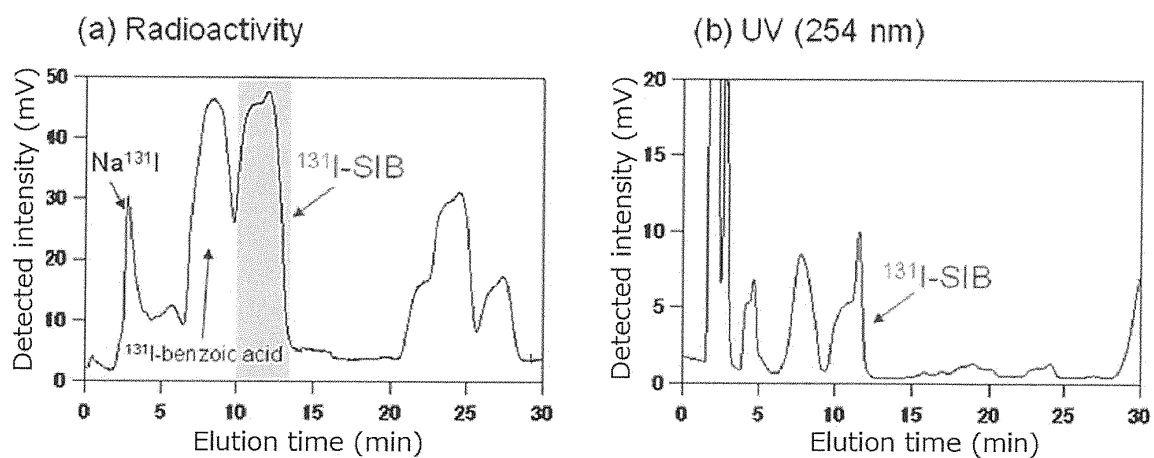 (a) Radioactivity
Detected intensity (mV)
50
40
30
20
10
0
Na¹³¹I
¹³¹I-SIB
¹³¹I-benzoic acid
0 5 10 15 20 25 30
Elution time (min)
(b) UV (254 nm)
Detected intensity (mV)
20
15
10
5
0
¹³¹I-SIB
0 5 10 15 20 25 30
Elution time (min)